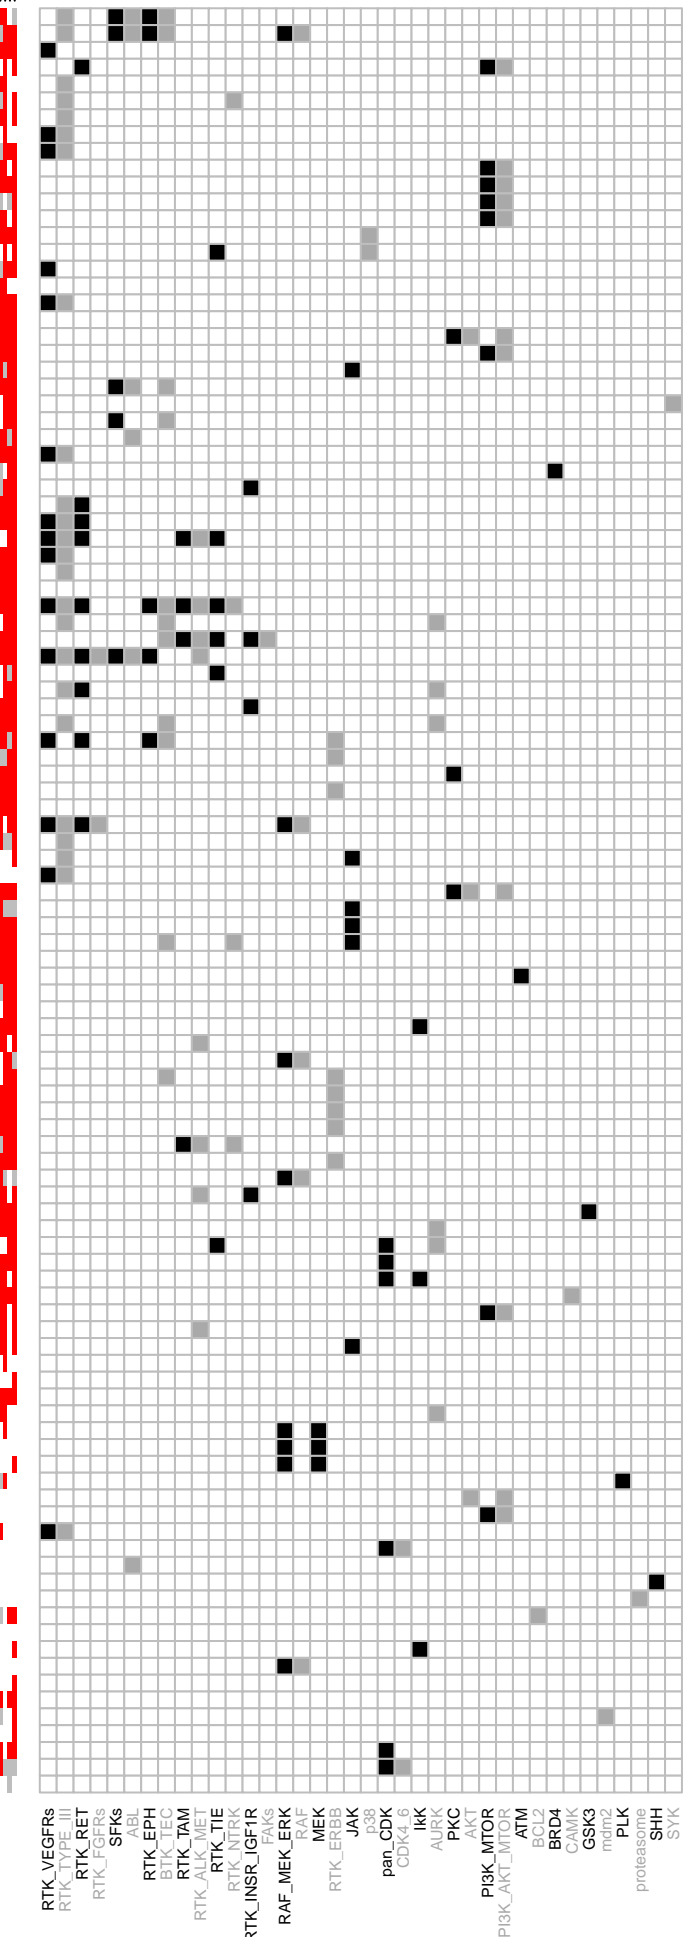 RTK_VEGFRs
RTK_TYPE_III
RTK_RET
RTK_FGFRs
SFKs
ABL
RTK_EPH
BTK_TEC
RTK_TAM
RTK_ALK_MET
RTK_TIE
RTK_NTRK
RTK_INSR_IGF1R
FAKs
RAF_MEK_ERK
RAF
MEK
RTK_ERBB
JAK
p38
pan_CDK
CDK4_6
IkK
AURK
PKC
AKT
PI3K_MTOR
PI3K_AKT_MTOR
ATM
BCL2
BRD4
CAMK
GSK3
mdm2
PLK
proteasome
SHH
SYK